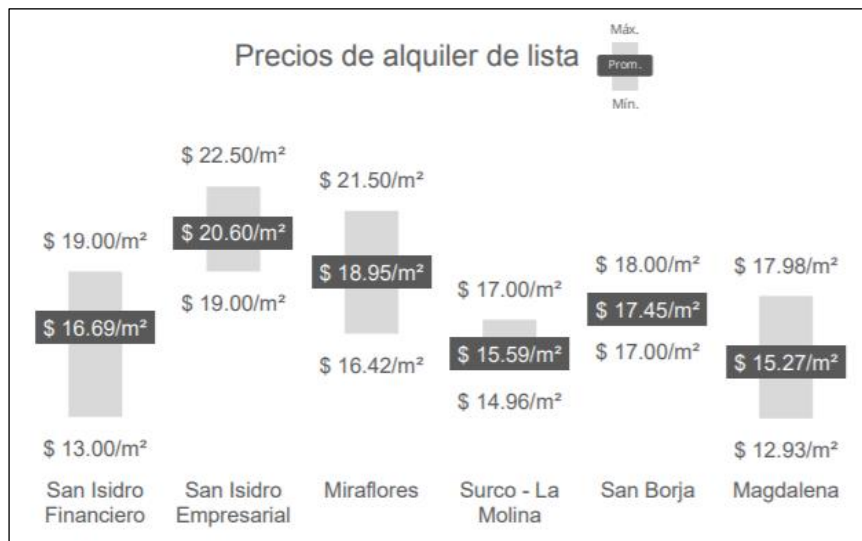 Precios de alquiler de lista
Máx.
Prom.
Mín.
$ 19.00/m²
$ 16.69/m²
$ 13.00/m²
San Isidro
Financiero
$ 22.50/m²
$ 20.60/m²
$ 19.00/m²
San Isidro
Empresarial
$ 21.50/m²
$ 18.95/m²
$ 16.42/m²
Miraflores
$ 17.00/m²
$ 15.59/m²
$ 14.96/m²
Surco - La
Molina
$ 18.00/m²
$ 17.45/m²
$ 17.00/m²
San Borja
$ 17.98/m²
$ 15.27/m²
$ 12.93/m²
Magdalena